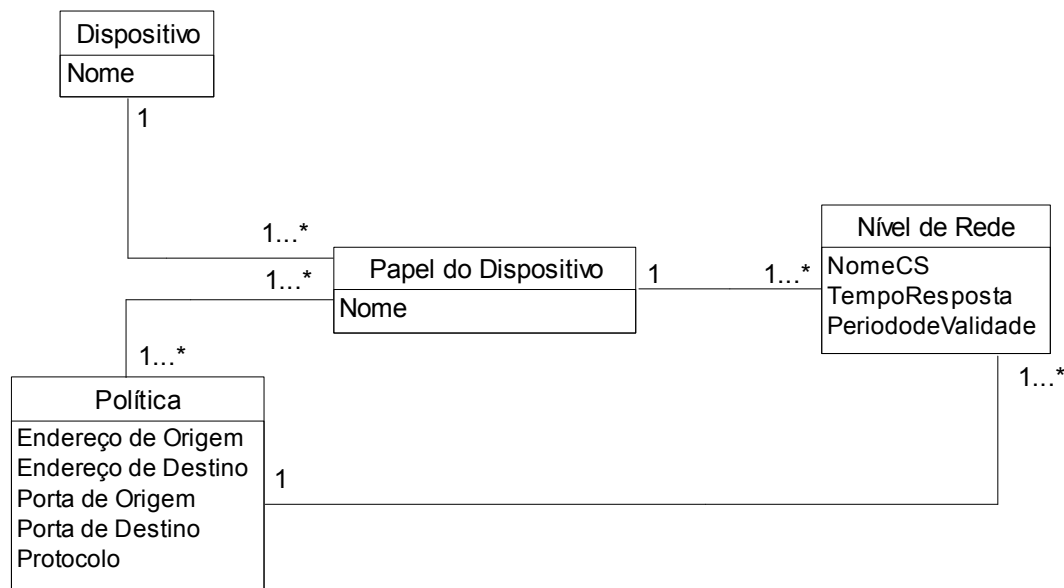 Dispositivo
Nome
1
1...*
1...*
Papel do Dispositivo
Nome
1
1...*
Nível de Rede
NomeCS
TempoResposta
PeriododeValidade
1...*
1...*
Política
Endereço de Origem
Endereço de Destino
Porta de Origem
Porta de Destino
Protocolo
1